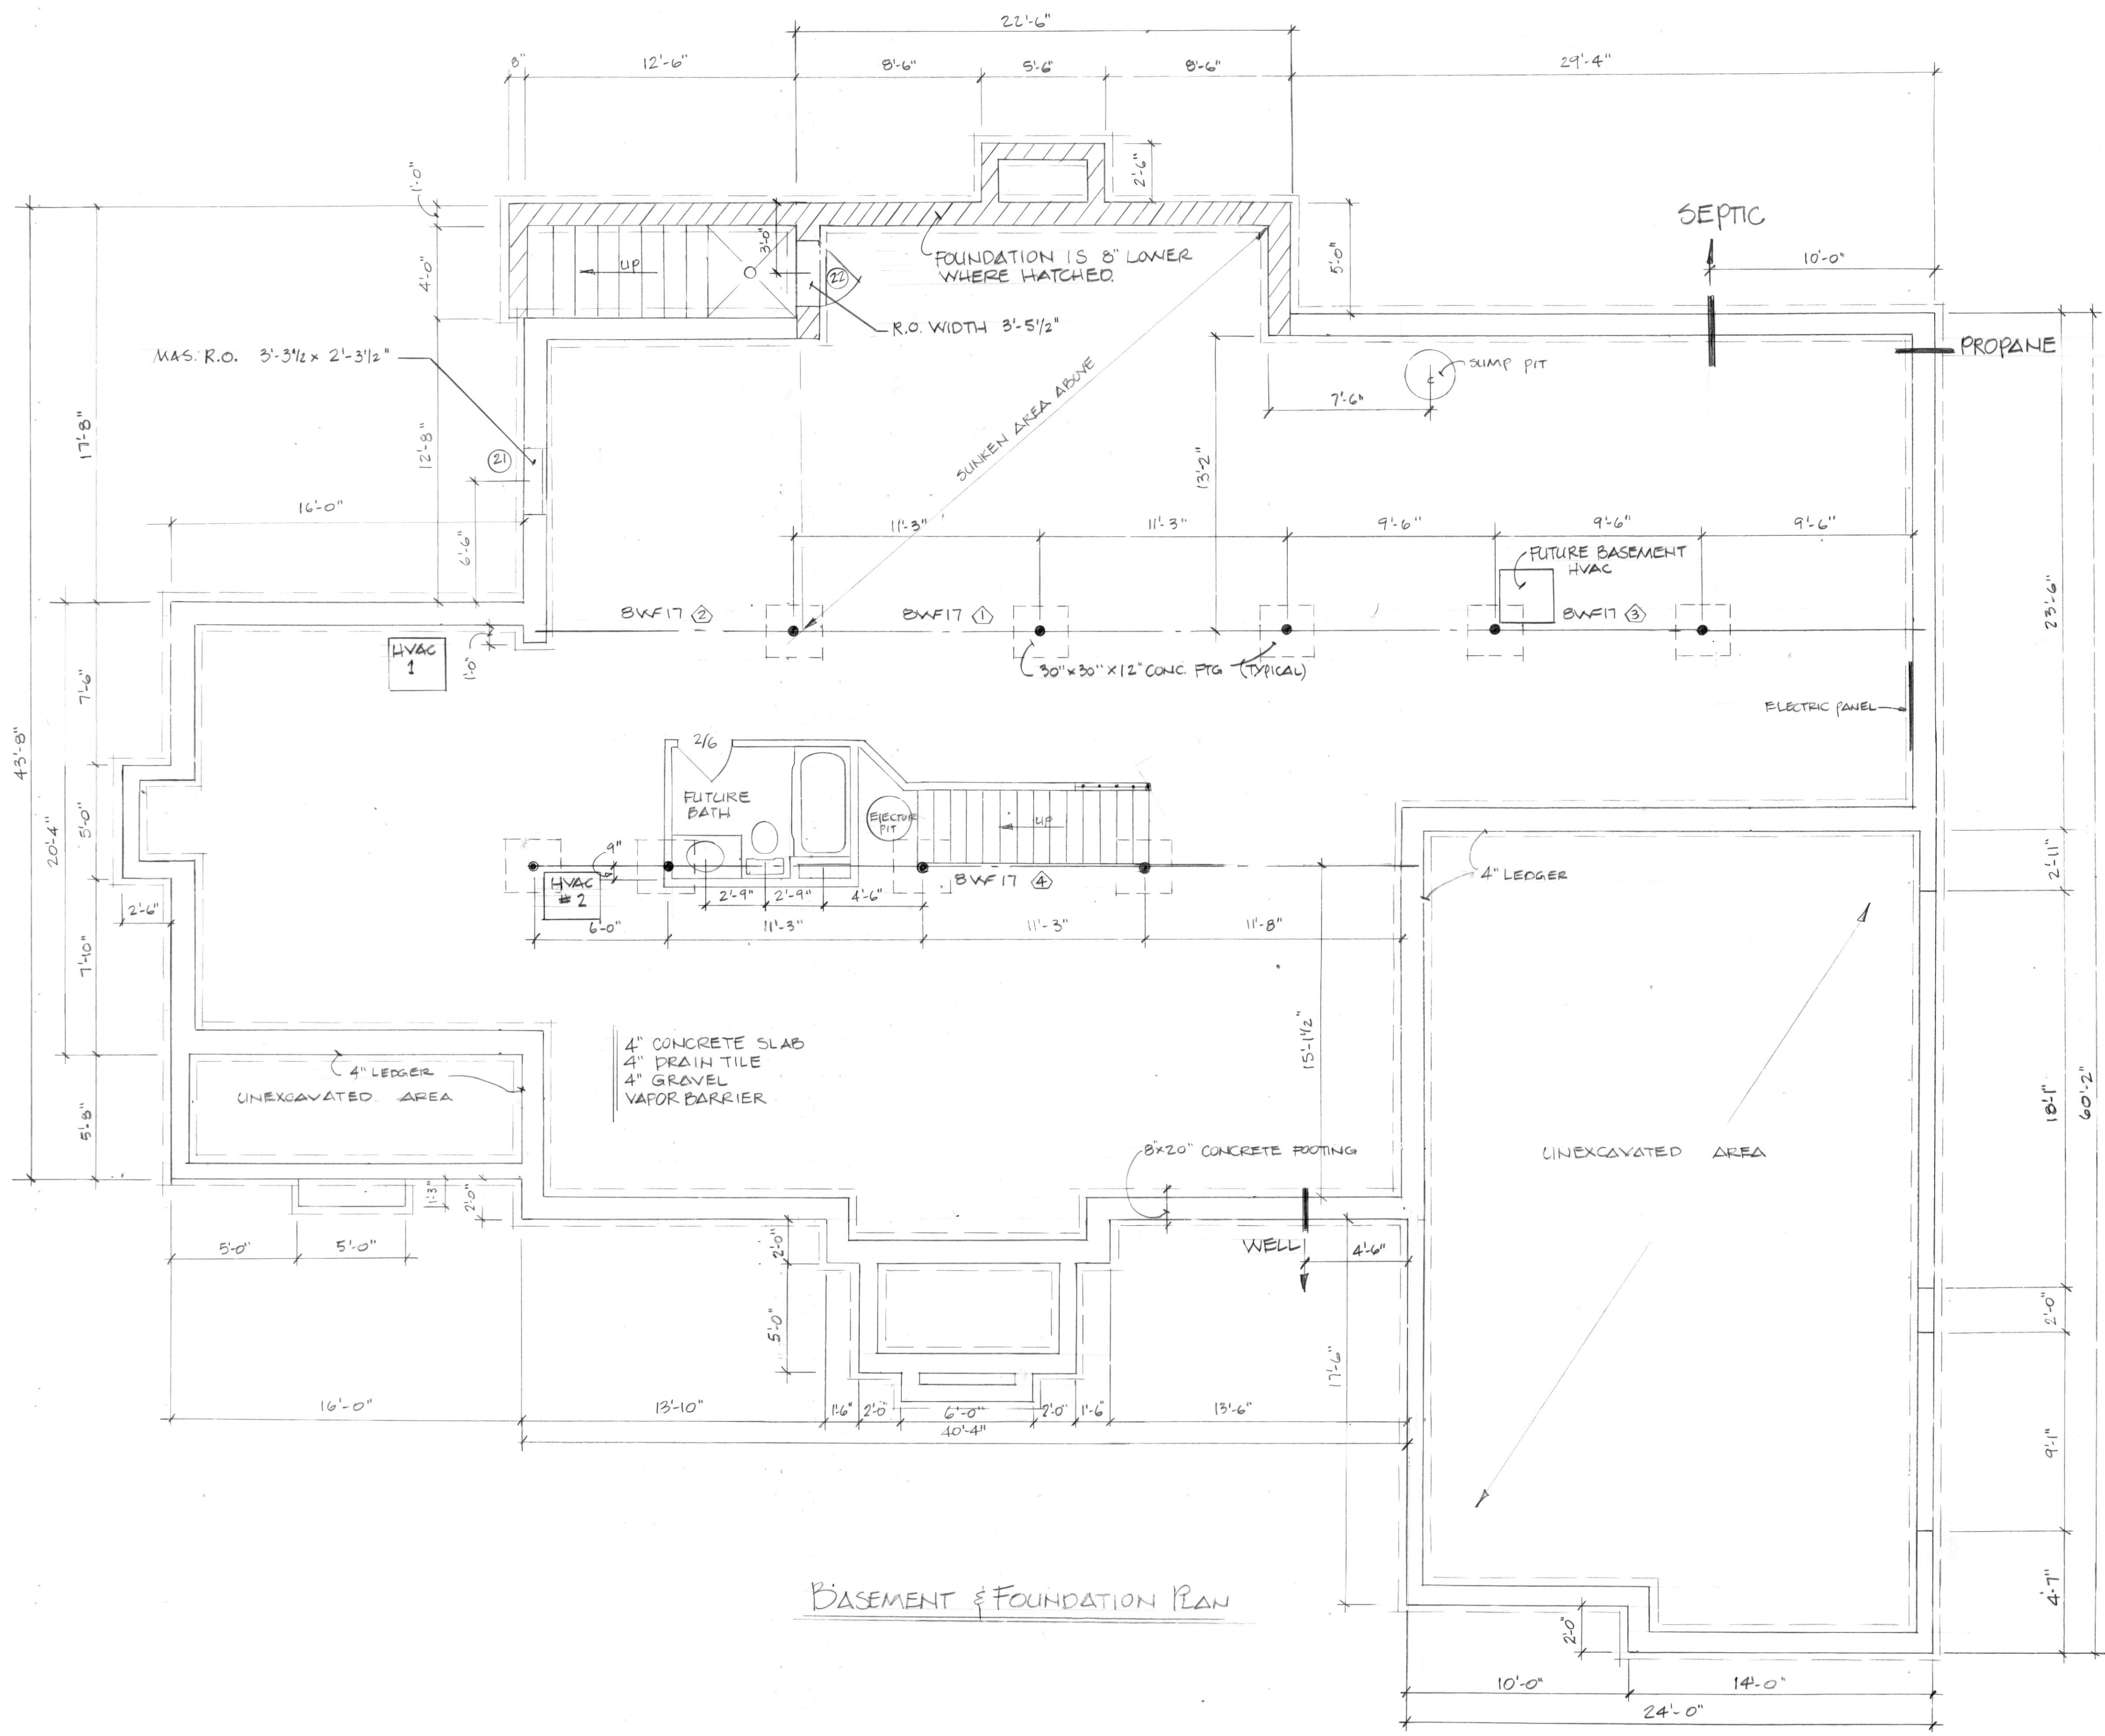 22'-6"
8"
12'-6"
8'-6"
5'-6"
8'-6"
29'-4"
1'-0"
2'-6"
SEPTIC
10'-0"
4'-0"
UP
3'-0"
22
FOUNDATION IS 8" LOWER
WHERE HATCHED.
5'-0"
R.O. WIDTH 3'-5 1/2"
MAS. R.O. 3'-3 1/2 x 2'-3 1/2"
PROPANE
SUMP PIT
7'-6"
SUNKEN AREA ABOVE
17'-8"
12'-8"
21
13'-2"
16'-0"
6'-6"
11'-3"
11'-3"
9'-6"
9'-6"
9'-6"
FUTURE BASEMENT
HVAC
23'-6"
8WF17 2
8WF17 1
8WF17 3
HVAC
1
1'-0"
30"x30"x12" CONC. FTG (TYPICAL)
7'-6"
ELECTRIC PANEL
43'-8"
2/6
FUTURE
BATH
EJECTOR
PIT
UP
20'-4"
5'-0"
9"
HVAC
# 2
8WF17 4
4" LEDGER
2'-11"
2'-9"
2'-9"
4'-6"
2'-6"
6'-0"
11'-3"
11'-3"
11'-8"
7'-10"
4" CONCRETE SLAB
4" DRAIN TILE
4" GRAVEL
VAPOR BARRIER
15'-1 1/2"
4" LEDGER
UNEXCAVATED AREA
5'-8"
18'-1"
60'-2"
8"x20" CONCRETE FOOTING
UNEXCAVATED AREA
1'-3"
2'-0"
5'-0"
5'-0"
2'-0"
WELL
4'-6"
5'-0"
2'-0"
17'-6"
16'-0"
13'-10"
1'-6"
2'-0"
6'-0"
2'-0"
1'-6"
13'-6"
40'-4"
9'-1"
BASEMENT & FOUNDATION PLAN
4'-7"
2'-0"
10'-0"
14'-0"
24'-0"